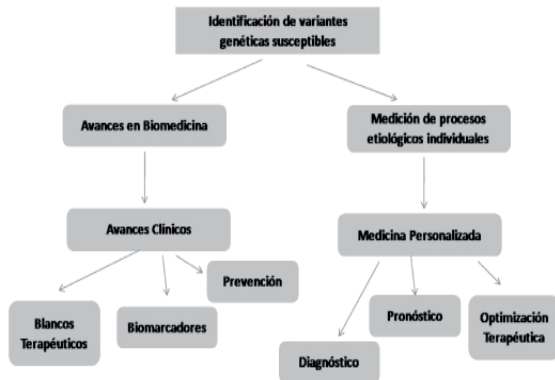 Identificación de variantes
genéticas susceptibles
Avances en Biomedicina
Medición de procesos
etiológicos individuales
Avances Clínicos
Medicina Personalizada
Prevención
Blancos
Terapéuticos
Biomarcadores
Pronóstico
Optimización
Terapéutica
Diagnóstico